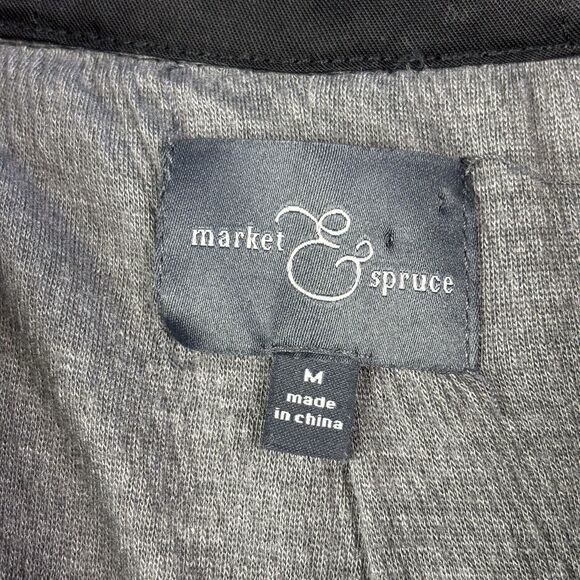 market & spruce
M
made
in china